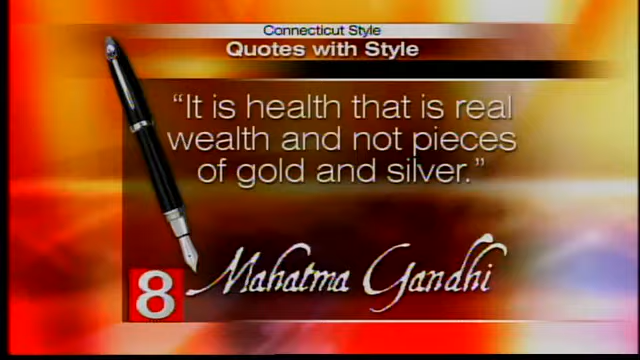 Connecticut Style
Quotes with Style
“It is health that is real
wealth and not pieces
of gold and silver.”
Mahatma Gandhi
8